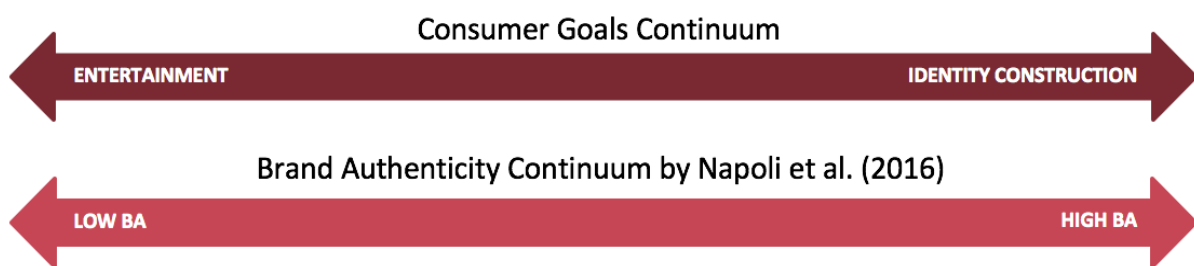 Consumer Goals Continuum
ENTERTAINMENT IDENTITY CONSTRUCTION
Brand Authenticity Continuum by Napoli et al. (2016)
LOW BA HIGH BA